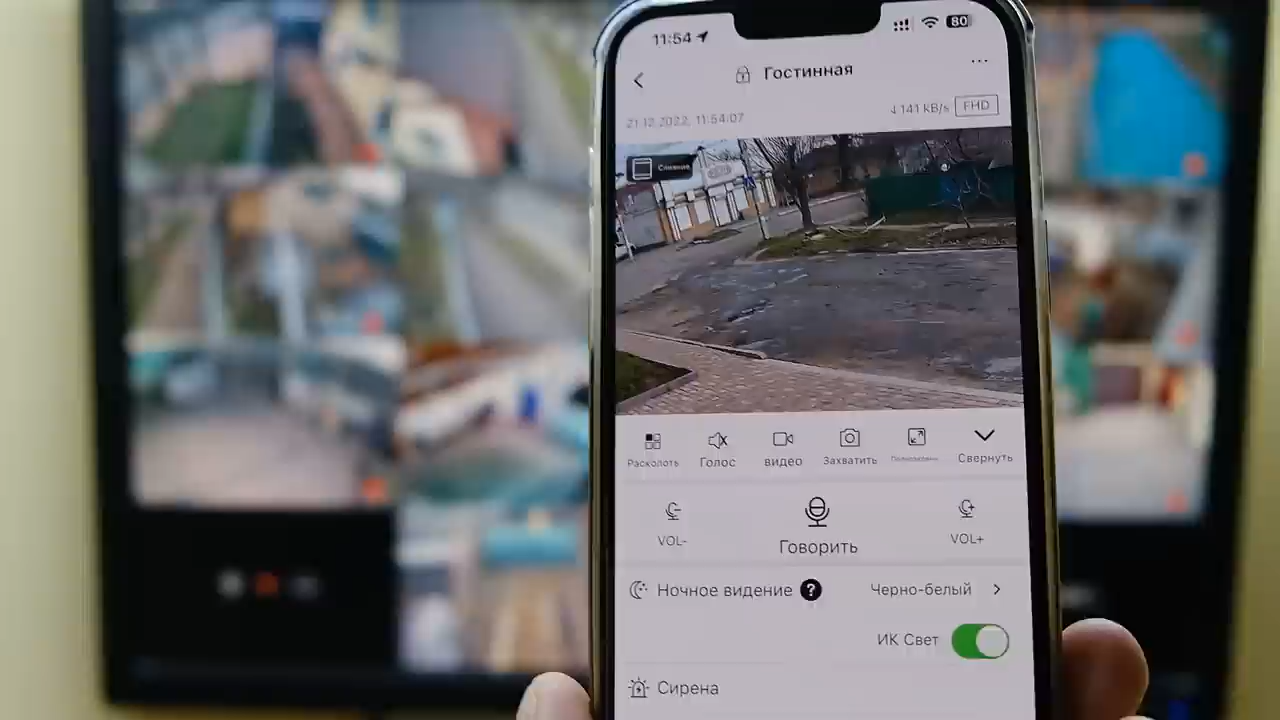 11:54
80
Гостинная
21.12.2022, 11:54:07
↓141 kB/s FHD
Расколоть Голос видео Захватить Свернуть
VOL- Говорить VOL+
Ночное видение ? Черно-белый
ИК Свет
Сирена